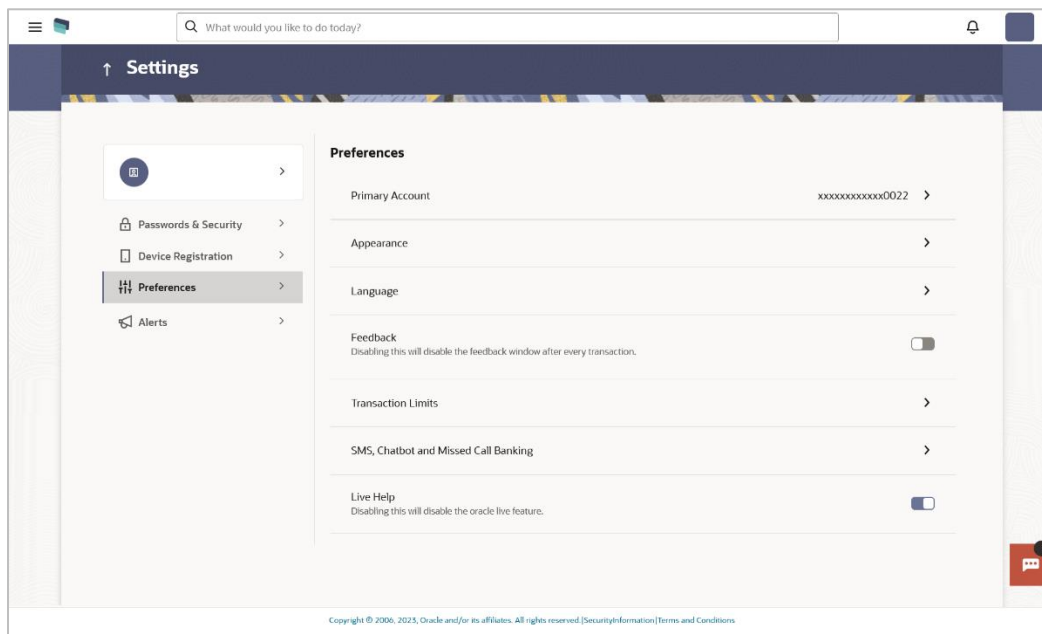 What would you like to do today?
Settings
Passwords & Security
Device Registration
Preferences
Alerts
Preferences
Primary Account xxxxxxxxxxxx0022
Appearance
Language
Feedback
Disabling this will disable the feedback window after every transaction.
Transaction Limits
SMS, Chatbot and Missed Call Banking
Live Help
Disabling this will disable the oracle live feature.
Copyright © 2006, 2023, Oracle and/or its affiliates. All rights reserved.|SecurityInformation|Terms and Conditions